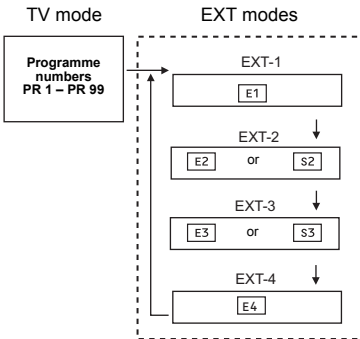 TV mode
EXT modes
Programme
numbers
PR 1 – PR 99
EXT-1
E1
EXT-2
E2 or S2
EXT-3
E3 or S3
EXT-4
E4